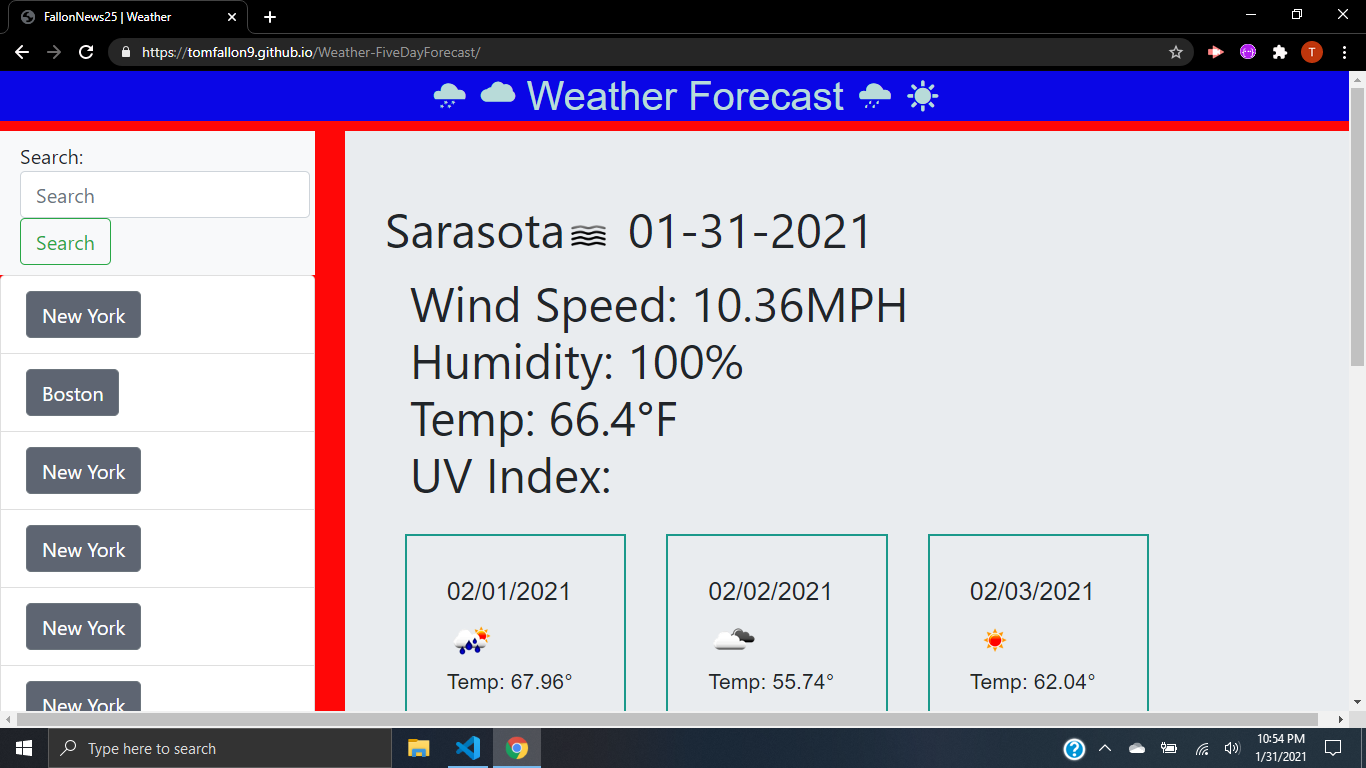 FallonNews25 | Weather
https://tomfallon9.github.io/Weather-FiveDayForecast/
T
Weather Forecast
Search:
Search
Search
New York
Boston
New York
New York
New York
New York
Sarasota 01-31-2021
Wind Speed: 10.36MPH
Humidity: 100%
Temp: 66.4°F
UV Index:
02/01/2021
Temp: 67.96°
02/02/2021
Temp: 55.74°
02/03/2021
Temp: 62.04°
Type here to search
10:54 PM
1/31/2021